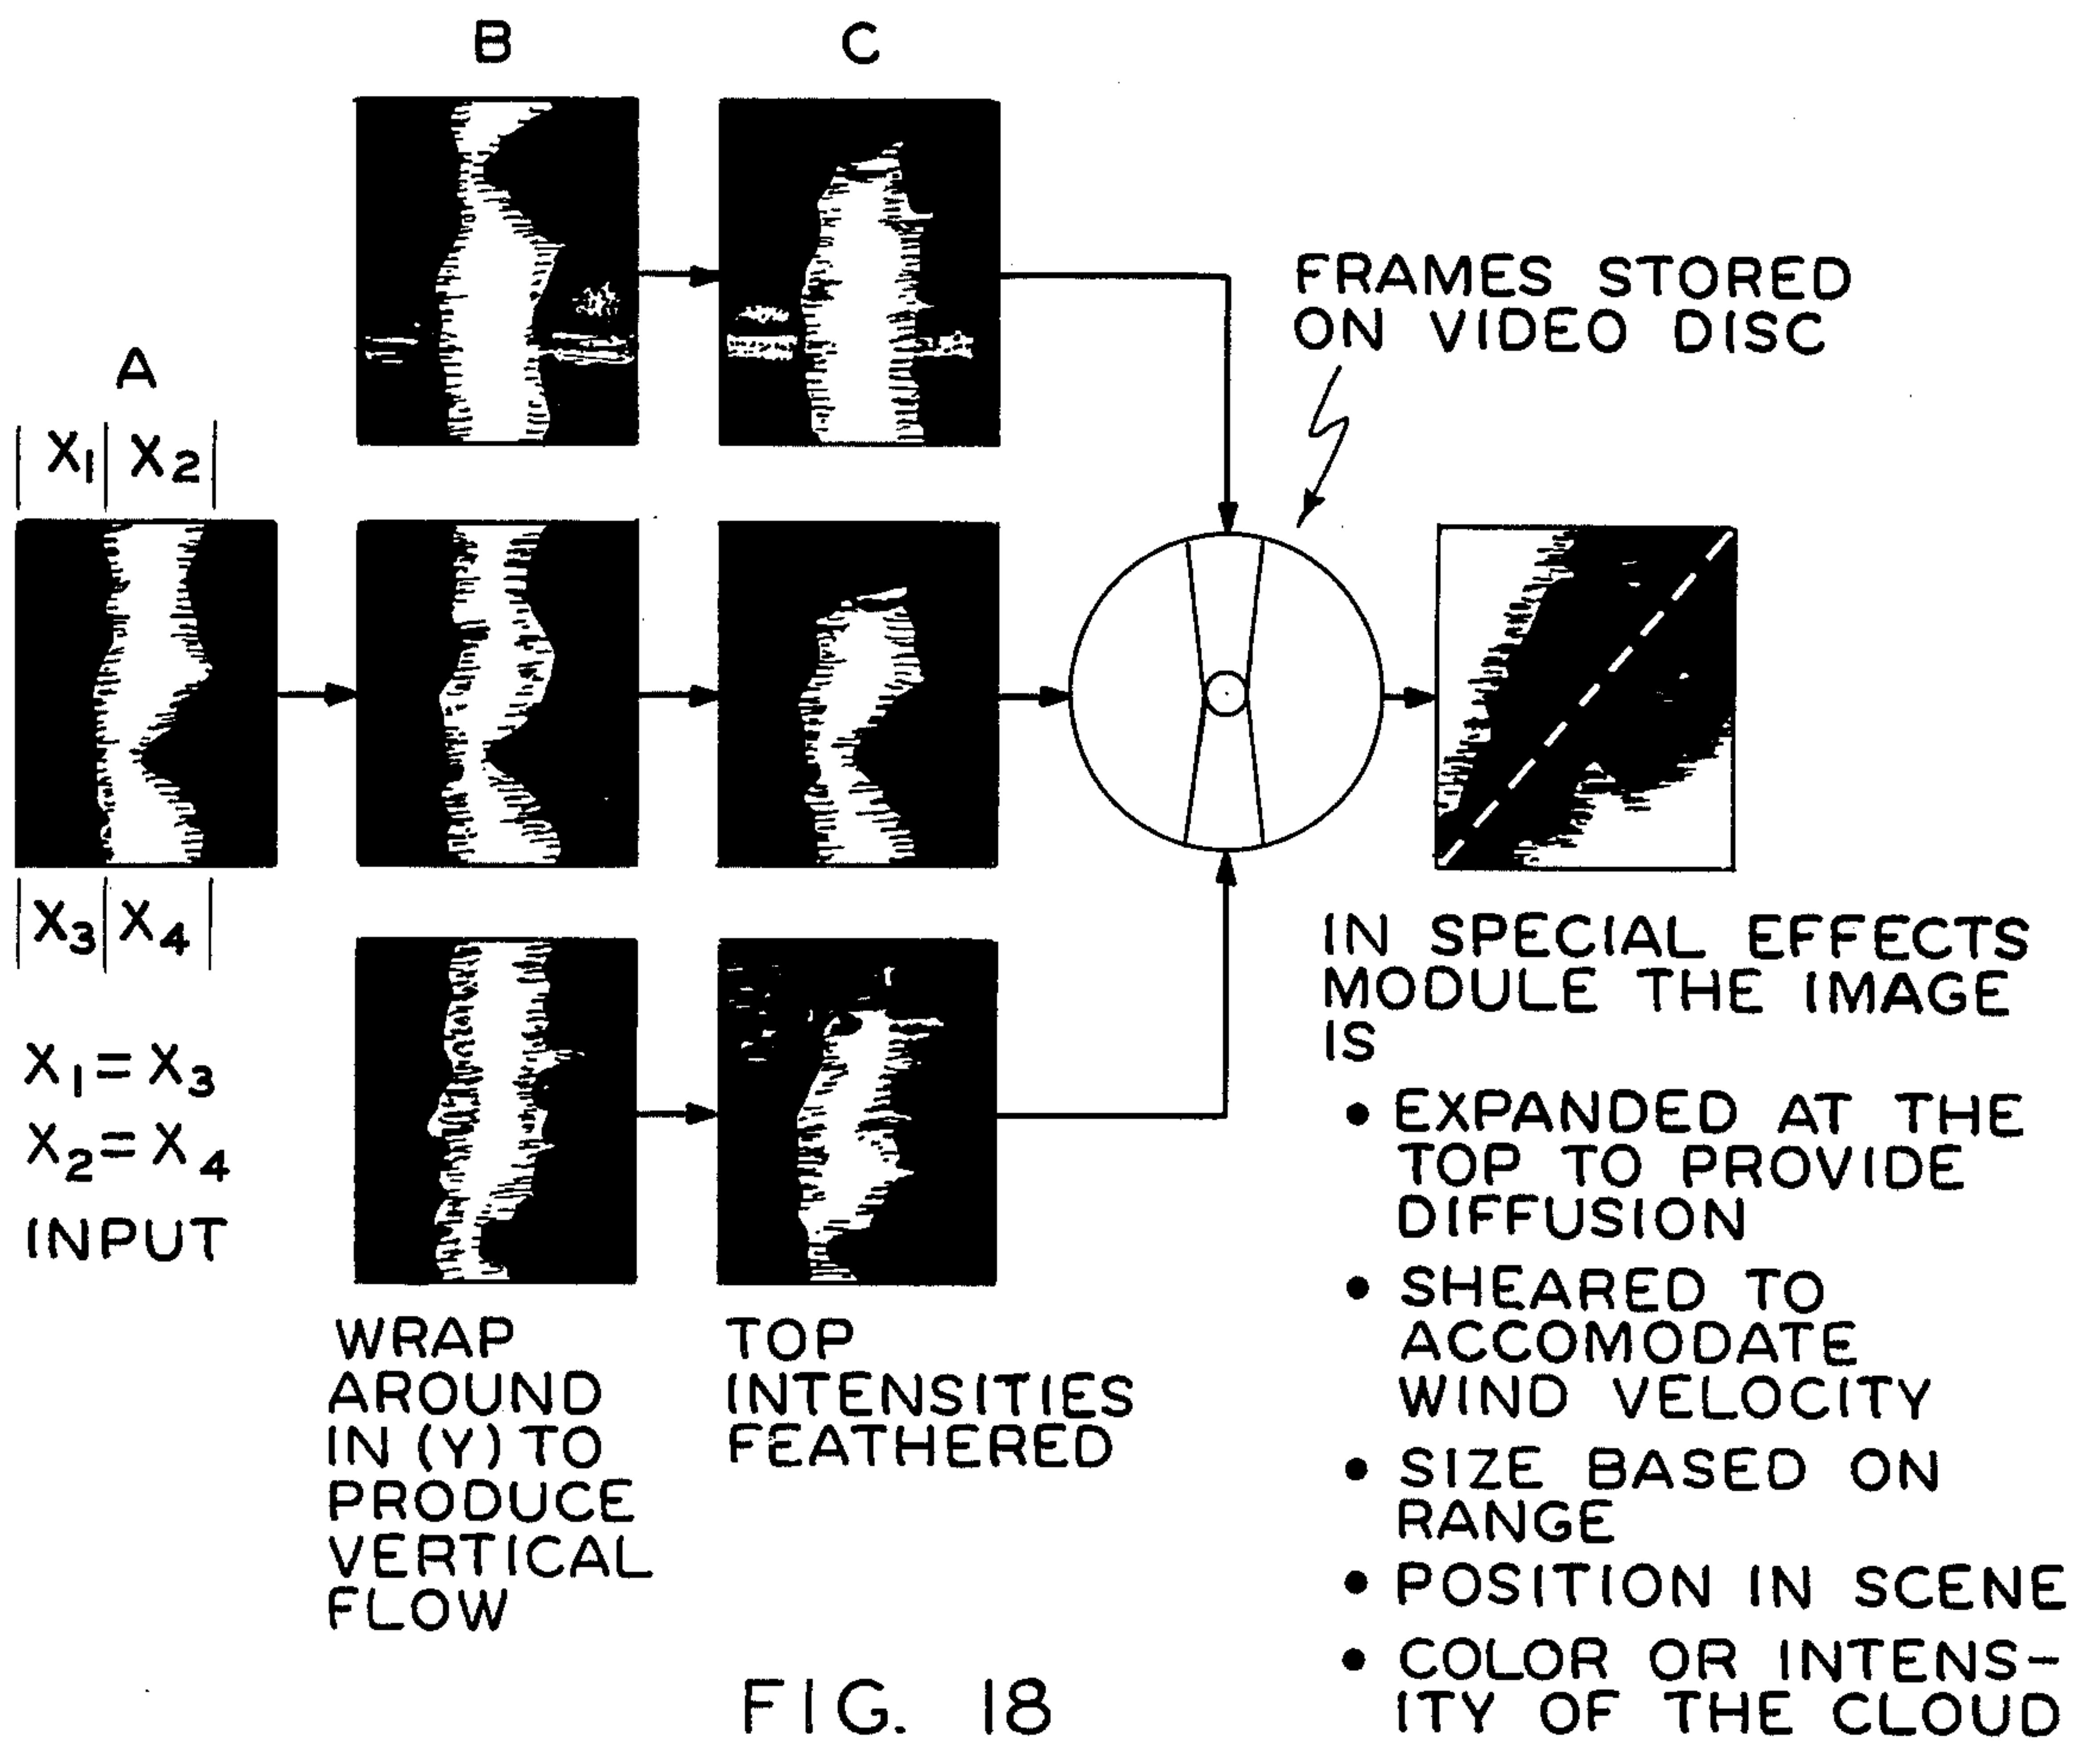 B
C
A
X1 X2
X3 X4
X1 = X3
X2 = X4
INPUT
WRAP
AROUND
IN (Y) TO
PRODUCE
VERTICAL
FLOW
TOP
INTENSITIES
FEATHERED
FRAMES STORED
ON VIDEO DISC
IN SPECIAL EFFECTS
MODULE THE IMAGE
IS
• EXPANDED AT THE
TOP TO PROVIDE
DIFFUSION
• SHEARED TO
ACCOMODATE
WIND VELOCITY
• SIZE BASED ON
RANGE
• POSITION IN SCENE
• COLOR OR INTENS-
ITY OF THE CLOUD
FIG. 18